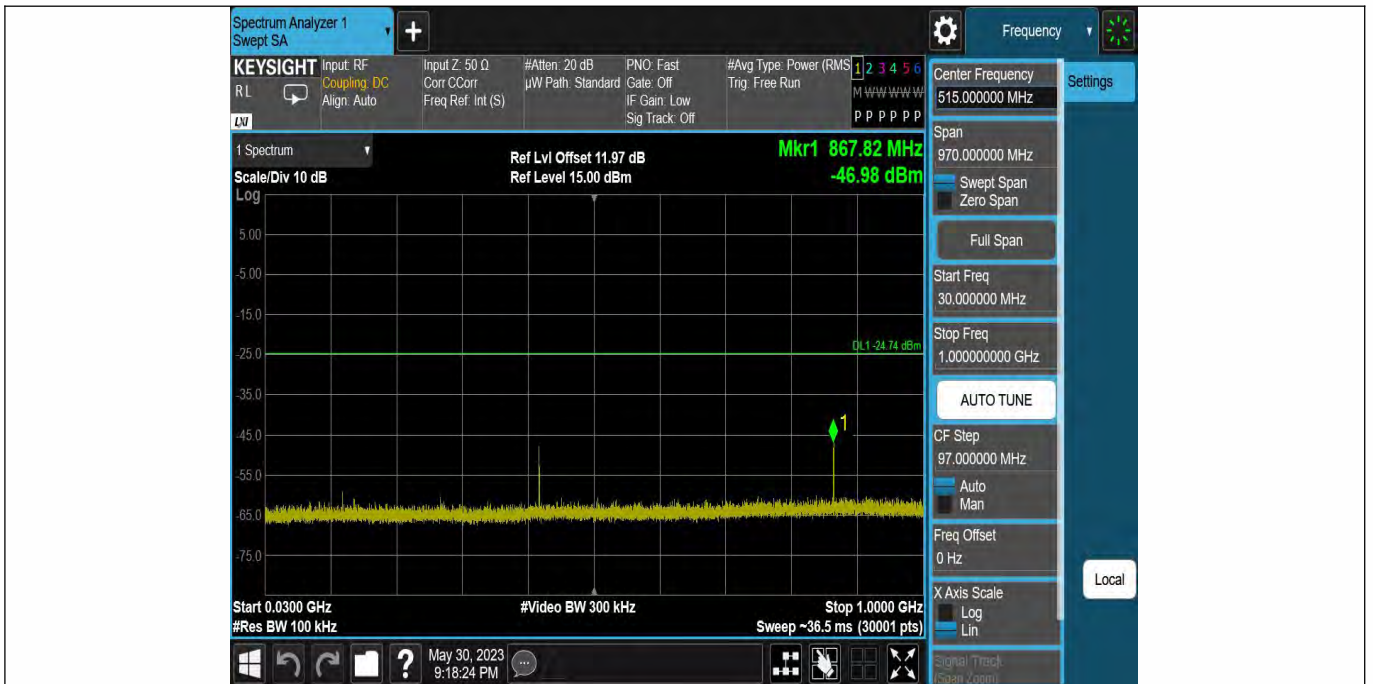 Spectrum Analyzer 1
Swept SA
+
Frequency
KEYSIGHT
RL
LXI
Input: RF
Coupling: DC
Align: Auto
Input Z: 50 Ω
Corr CCorr
Freq Ref: Int (S)
#Atten: 20 dB
µW Path: Standard
PNO: Fast
Gate: Off
IF Gain: Low
Sig Track: Off
#Avg Type: Power (RMS
Trig: Free Run
1 2 3 4 5 6
M W W W W W
P P P P P P
1 Spectrum
Scale/Div 10 dB
Log
Ref Lvl Offset 11.97 dB
Ref Level 15.00 dBm
Mkr1 867.82 MHz
-46.98 dBm
5.00
-5.00
-15.0
-25.0
DL1 -24.74 dBm
-35.0
-45.0
1
-55.0
-65.0
-75.0
Start 0.0300 GHz
#Res BW 100 kHz
#Video BW 300 kHz
Stop 1.0000 GHz
Sweep ~36.5 ms (30001 pts)
?
May 30, 2023
9:18:24 PM
Center Frequency
515.000000 MHz
Span
970.000000 MHz
Swept Span
Zero Span
Full Span
Start Freq
30.000000 MHz
Stop Freq
1.000000000 GHz
AUTO TUNE
CF Step
97.000000 MHz
Auto
Man
Freq Offset
0 Hz
X Axis Scale
Log
Lin
Signal Track
(Span Zoom)
Settings
Local